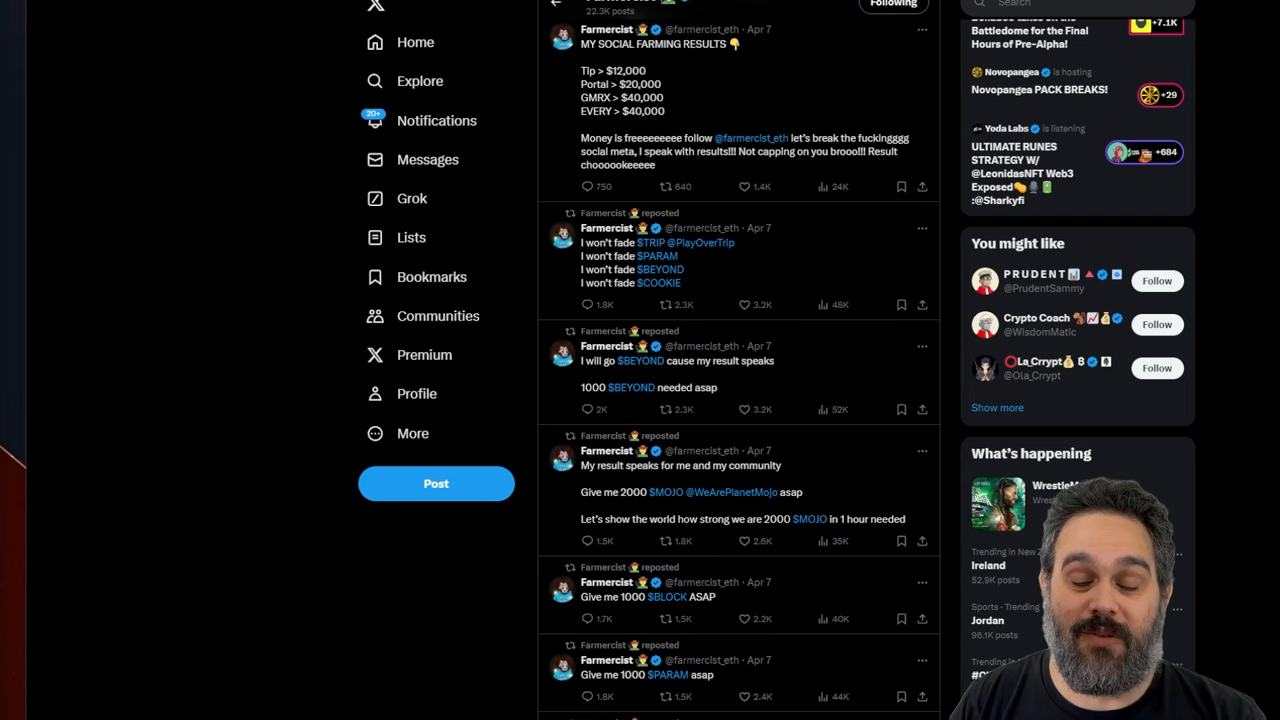 Home
Explore
20+
Notifications
Messages
Grok
Lists
Bookmarks
Communities
Premium
Profile
More
Post
22.3K posts
Following
Farmercist @farmercist_eth · Apr 7
MY SOCIAL FARMING RESULTS 👇
Tip > $12,000
Portal > $20,000
GMRX > $40,000
EVERY > $40,000
Money is freeeeeeeee follow @farmercist_eth let's break the fuckingggg
social meta, I speak with results!!! Not capping on you brooo!!! Result
chooookeeeee
750 640 1.4K 24K
Farmercist reposted
Farmercist @farmercist_eth · Apr 7
I won't fade $TRIP @PlayOverTrip
I won't fade $PARAM
I won't fade $BEYOND
I won't fade $COOKIE
1.8K 2.3K 3.2K 48K
Farmercist reposted
Farmercist @farmercist_eth · Apr 7
I will go $BEYOND cause my result speaks
1000 $BEYOND needed asap
2K 2.3K 3.2K 52K
Farmercist reposted
Farmercist @farmercist_eth · Apr 7
My result speaks for me and my community
Give me 2000 $MOJO @WeArePlanetMojo asap
Let's show the world how strong we are 2000 $MOJO in 1 hour needed
1.5K 1.8K 2.6K 35K
Farmercist reposted
Farmercist @farmercist_eth · Apr 7
Give me 1000 $BLOCK ASAP
1.7K 1.5K 2.2K 40K
Farmercist reposted
Farmercist @farmercist_eth · Apr 7
Give me 1000 $PARAM asap
1.8K 1.5K 2.4K 44K
Search
Battledome for the Final
Hours of Pre-Alpha!
+7.1K
Novopangea is hosting
Novopangea PACK BREAKS!
+29
Yoda Labs is listening
ULTIMATE RUNES
STRATEGY W/
@LeonidasNFT Web3
Exposed
:@Sharkyfi
+684
You might like
PRUDENT
@PrudentSammy
Follow
Crypto Coach
@WisdomMatic
Follow
La_Crrypt
@Ola_Crrypt
Follow
Show more
What's happening
Trending in New
Ireland
52.9K posts
Sports · Trending
Jordan
96.1K posts
Trending in